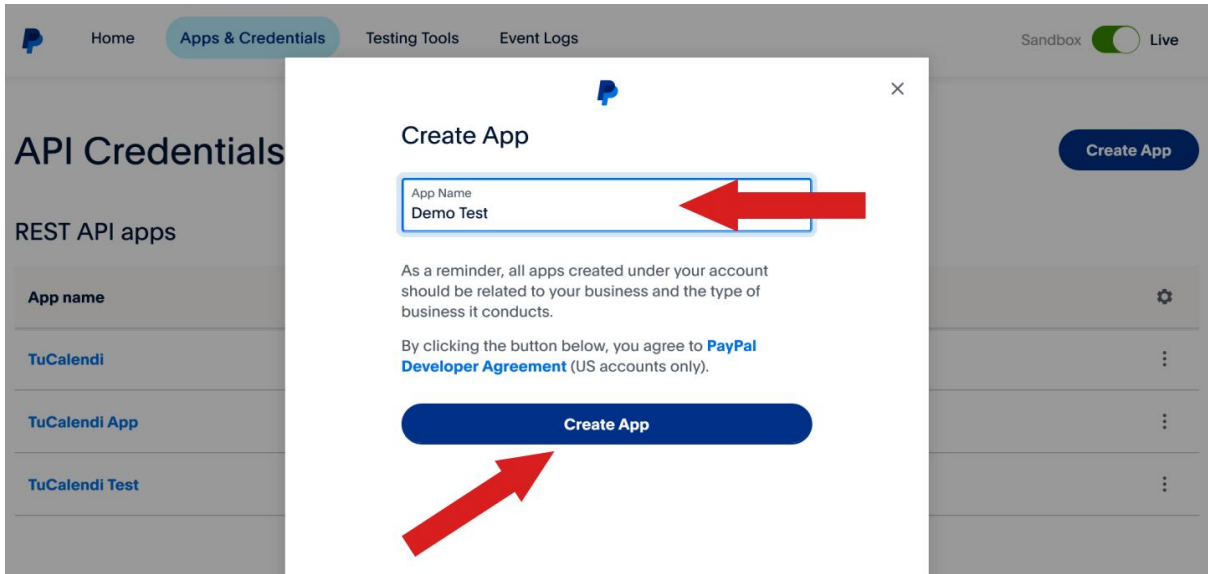 Home Apps & Credentials Testing Tools Event Logs Sandbox Live
API Credentials
Create App
REST API apps
App name
TuCalendi
TuCalendi App
TuCalendi Test
Create App
App Name
Demo Test
As a reminder, all apps created under your account
should be related to your business and the type of
business it conducts.
By clicking the button below, you agree to PayPal
Developer Agreement (US accounts only).
Create App